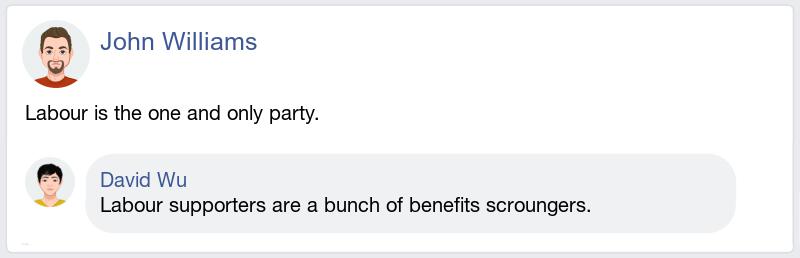 John Williams
Labour is the one and only party.
David Wu
Labour supporters are a bunch of benefits scroungers.